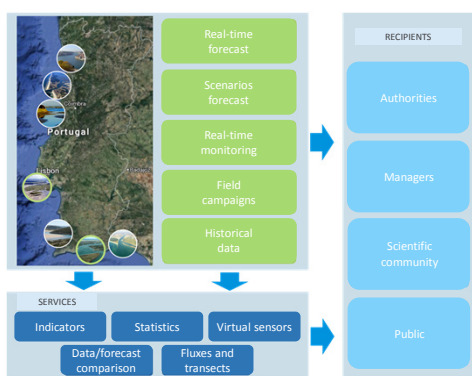 Real-time
forecast
Scenarios
forecast
Real-time
monitoring
Field
campaigns
Historical
data
Coimbra
Portugal
Lisbon
RECIPIENTS
Authorities
Managers
Scientific
community
Public
SERVICES
Indicators
Statistics
Virtual sensors
Data/forecast
comparison
Fluxes and
transects